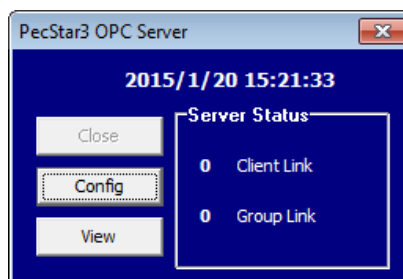 PecStar3 OPC Server
2015/1/20 15:21:33
Server Status
Close
0 Client Link
Config
0 Group Link
View